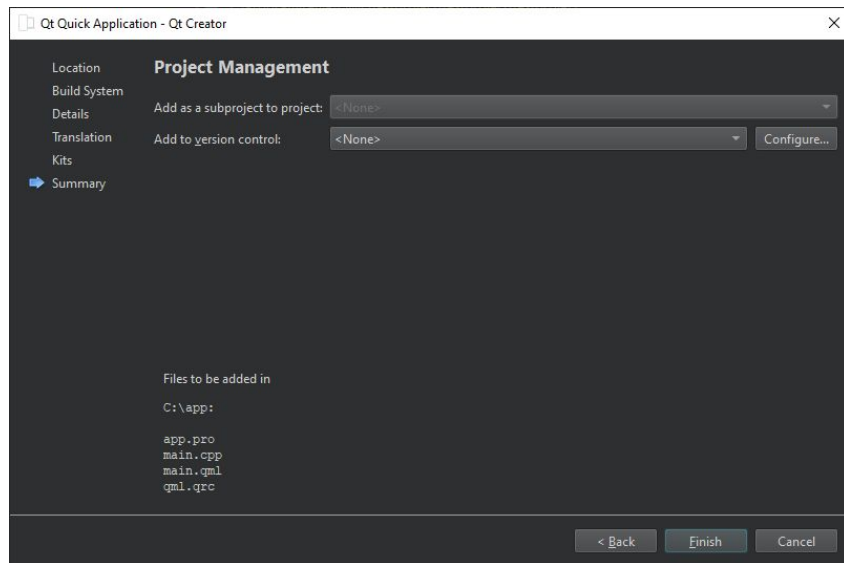 Qt Quick Application - Qt Creator
Location
Build System
Details
Translation
Kits
Summary
Project Management
Add as a subproject to project: <None>
Add to version control: <None> Configure...
Files to be added in
C:\app:
app.pro
main.cpp
main.qml
qml.qrc
< Back Finish Cancel